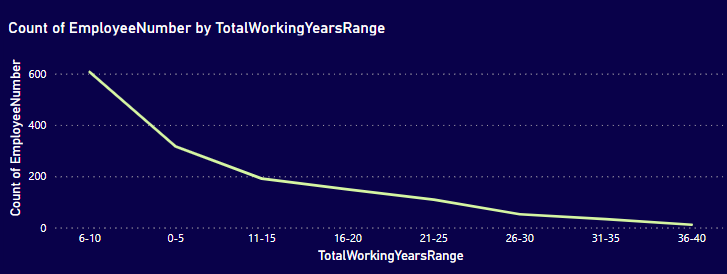 Count of EmployeeNumber by TotalWorkingYearsRange
Count of EmployeeNumber
600
400
200
0
6-10 0-5 11-15 16-20 21-25 26-30 31-35 36-40
TotalWorkingYearsRange